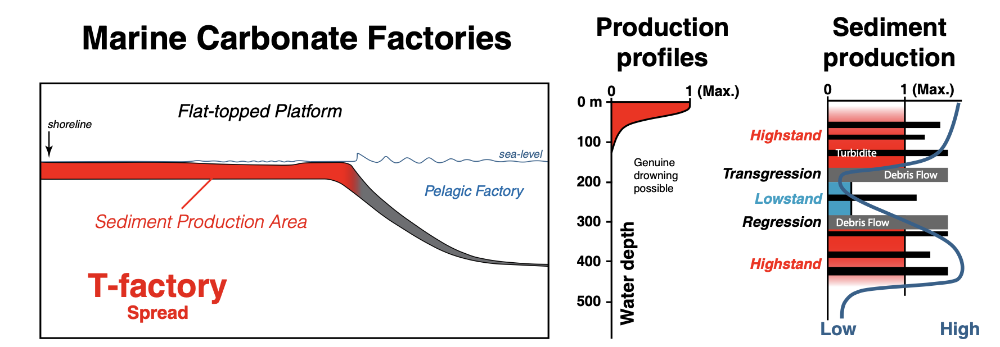 Marine Carbonate Factories
Flat-topped Platform
shoreline
sea-level
Pelagic Factory
Sediment Production Area
T-factory
Spread
Production
profiles
0 1 (Max.)
0 m
100
200
300
400
500
Water depth
Genuine
drowning
possible
Sediment
production
0 1 (Max.)
Highstand
Turbidite
Transgression
Debris Flow
Lowstand
Regression
Debris Flow
Highstand
Low High